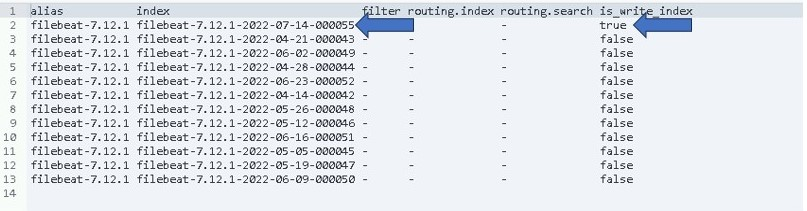 1 alias index filter routing.index routing.search is_write_index
2 filebeat-7.12.1 filebeat-7.12.1-2022-07-14-000055 - - true
3 filebeat-7.12.1 filebeat-7.12.1-2022-04-21-000043 - - - false
4 filebeat-7.12.1 filebeat-7.12.1-2022-06-02-000049 - - - false
5 filebeat-7.12.1 filebeat-7.12.1-2022-04-28-000044 - - - false
6 filebeat-7.12.1 filebeat-7.12.1-2022-06-23-000052 - - - false
7 filebeat-7.12.1 filebeat-7.12.1-2022-04-14-000042 - - - false
8 filebeat-7.12.1 filebeat-7.12.1-2022-05-26-000048 - - - false
9 filebeat-7.12.1 filebeat-7.12.1-2022-05-12-000046 - - - false
10 filebeat-7.12.1 filebeat-7.12.1-2022-06-16-000051 - - - false
11 filebeat-7.12.1 filebeat-7.12.1-2022-05-05-000045 - - - false
12 filebeat-7.12.1 filebeat-7.12.1-2022-05-19-000047 - - - false
13 filebeat-7.12.1 filebeat-7.12.1-2022-06-09-000050 - - - false
14